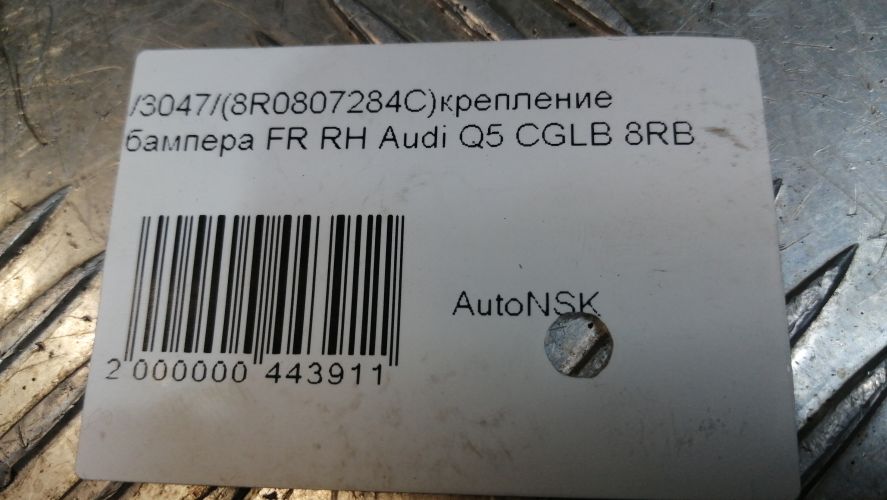 /3047/(8R0807284C)крепление
бампера FR RH Audi Q5 CGLB 8RB
AutoNSK
2 000000 443911